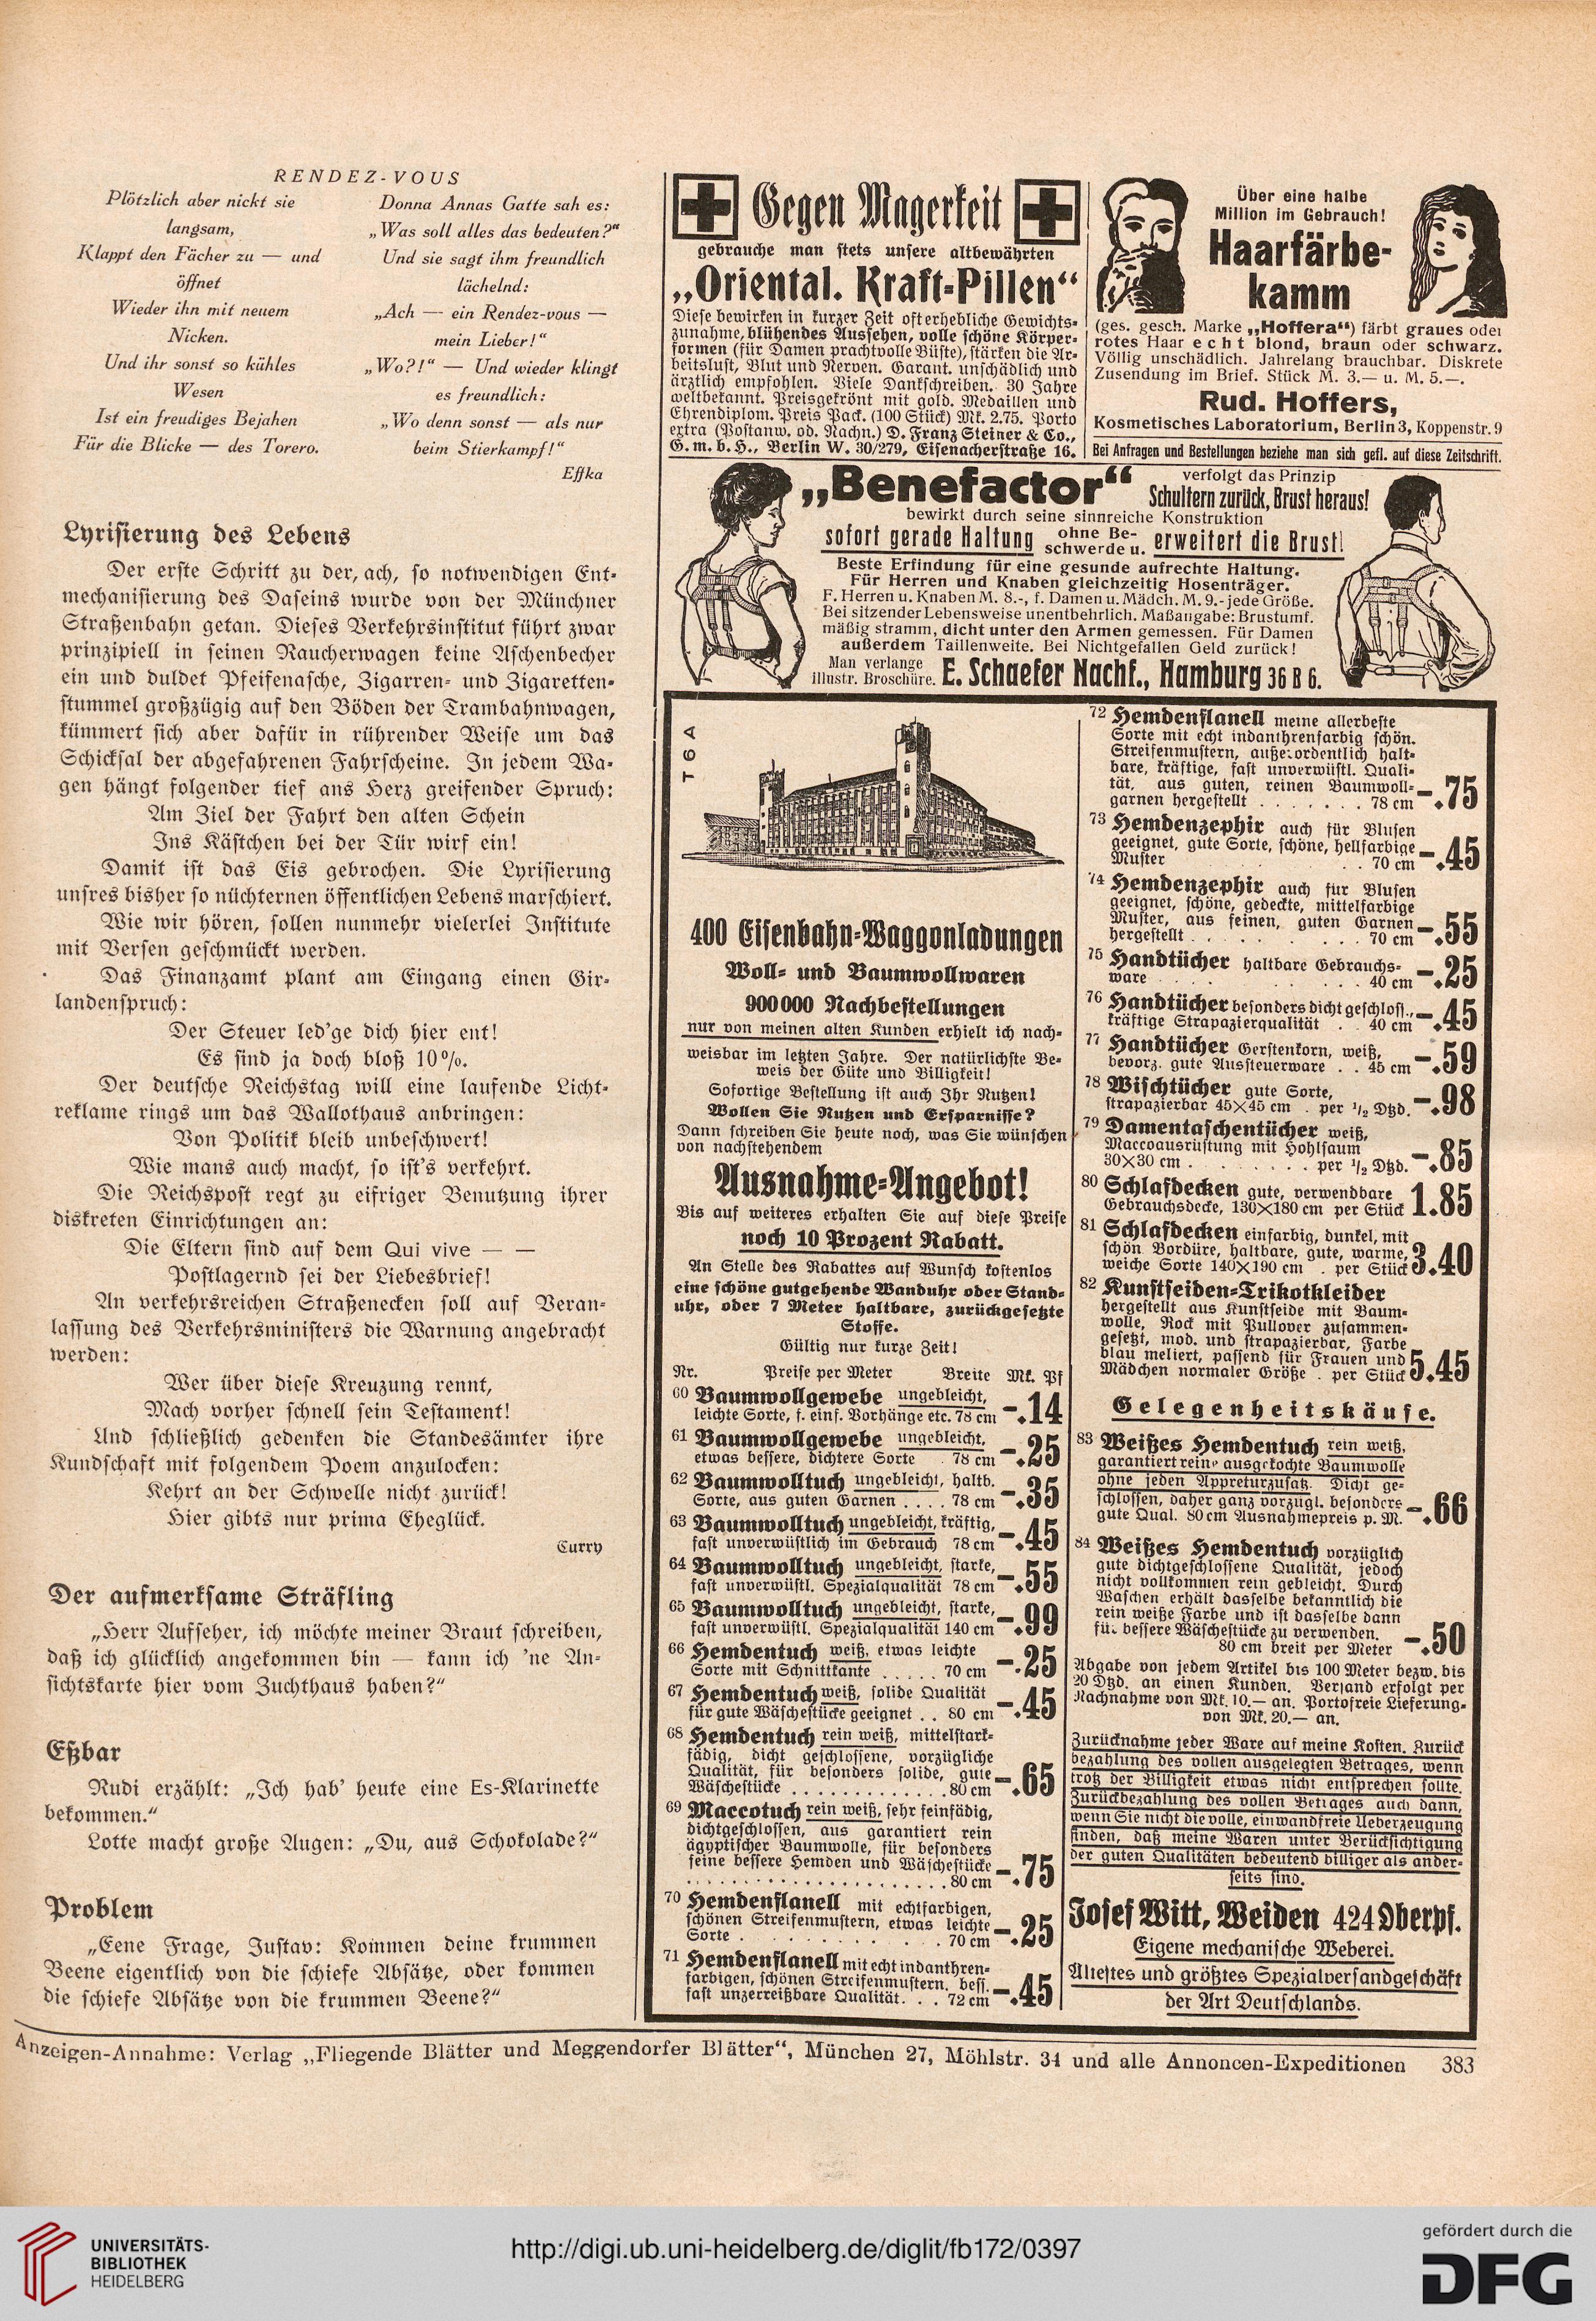 RENDEZ-VOUS
Plötzlich aber nickt sie
langsam,
Klappt den Fächer zu — und
öffnet
Wieder ihn mit neuem
Nicken.
Und ihr sonst so kühles
Wesen
Ist ein freudiges Bejahen
Für die Blicke — des Torero.
Donna Annas Gatte sah es:
„Was soll alles das bedeuten?“
Und sie sagt ihm freundlich
lächelnd:
„Ach — ein Rendez-vous —
mein Lieber!“
„Wo?!“ — Und wieder klingt
es freundlich:
„Wo denn sonst — als nur
beim Stierkampf!“
Effka
Lyrisierung des Lebens
Der erste Schritt zu der, ach, so notwendigen Ent-
mechanisierung des Daseins wurde von der Münchner
Straßenbahn getan. Dieses Verkehrsinstitut führt zwar
prinzipiell in seinen Raucherwagen keine Aschenbecher
ein und duldet Pfeifenasche, Zigarren- und Zigaretten-
stummel großzügig auf den Böden der Trambahnwagen,
kümmert sich aber dafür in rührender Weise um das
Schicksal der abgefahrenen Fahrscheine. In jedem Wa-
gen hängt folgender tief ans Herz greifender Spruch:
Am Ziel der Fahrt den alten Schein
Ins Kästchen bei der Tür wirf ein!
Damit ist das Eis gebrochen. Die Lyrisierung
unsres bisher so nüchternen öffentlichen Lebens marschiert.
Wie wir hören, sollen nunmehr vielerlei Institute
mit Versen geschmückt werden.
Das Finanzamt plant am Eingang einen Gir-
landenspruch:
Der Steuer led'ge dich hier ent!
Es sind ja doch bloß 10%.
Der deutsche Reichstag will eine laufende Licht-
reklame rings um das Wallothaus anbringen:
Von Politik bleib unbeschwert!
Wie mans auch macht, so ist's verkehrt.
Die Reichspost regt zu eifriger Benutzung ihrer
diskreten Einrichtungen an:
Die Eltern sind auf dem Qui vive — —
Postlagernd sei der Liebesbrief!
An verkehrsreichen Straßenecken soll auf Veran-
lassung des Verkehrsministers die Warnung angebracht
werden:
Wer über diese Kreuzung rennt,
Mach vorher schnell sein Testament!
Und schließlich gedenken die Standesämter ihre
Kundschaft mit folgendem Poem anzulocken:
Kehrt an der Schwelle nicht zurück!
Hier gibts nur prima Eheglück.
Curry
Der aufmerksame Sträfling
„Herr Aufseher, ich möchte meiner Braut schreiben,
daß ich glücklich angekommen bin — kann ich 'ne An-
sichtskarte hier vom Zuchthaus haben?“
Eßbar
Rudi erzählt: „Ich hab' heute eine Es-Klarinette
bekommen.“
Lotte macht große Augen: „Du, aus Schokolade?“
Problem
„Eene Frage, Justav: Kommen deine krummen
Beene eigentlich von die schiefe Absätze, oder kommen
die schiefe Absätze von die krummen Beene?“
Gegen Magerkeit
gebrauche man stets unsere altbewährten
„Oriental. Kraft-Pillen“
Diese bewirken in kurzer Zeit oft erhebliche Gewichts-
zunahme, blühendes Aussehen, volle schöne Körper-
formen (für Damen prachtvolle Büste), stärken die Ar-
beitslust, Blut und Nerven. Garant. unschädlich und
ärztlich empfohlen. Viele Dankschreiben. 30 Jahre
weltbekannt. Preisgekrönt mit gold. Medaillen und
Ehrendiplom. Preis Pack. (100 Stück) Mk. 2.75. Porto
extra (Postanw. od. Nachn.) D. Franz Steiner & Co.,
G. m. b. H., Berlin W. 30/279, Eisenacherstraße 16.
Über eine halbe
Million im Gebrauch!
Haarfärbe-
kamm
(ges. gesch. Marke „Hoffera“) färbt graues oder
rotes Haar echt blond, braun oder schwarz.
Völlig unschädlich. Jahrelang brauchbar. Diskrete
Zusendung im Brief. Stück M. 3.— u. M. 5.—.
Rud. Hoffers,
Kosmetisches Laboratorium, Berlin 3, Koppenstr. 9
Bei Anfragen und Bestellungen beziehe man sich gefl. auf diese Zeitschrift.
„Benefactor“ verfolgt das Prinzip
Schultern zurück, Brust heraus!
bewirkt durch seine sinnreiche Konstruktion
sofort gerade Haltung ohne Be-
schwerde u. erweitert die Brust!
Beste Erfindung für eine gesunde aufrechte Haltung.
Für Herren und Knaben gleichzeitig Hosenträger.
F. Herren u. Knaben M. 8.-, f. Damen u. Mädch. M. 9.- jede Größe.
Bei sitzender Lebensweise unentbehrlich. Maßangabe: Brustumf.
mäßig stramm, dicht unter den Armen gemessen. Für Damen
außerdem Taillenweite. Bei Nichtgefallen Geld zurück!
Man verlange
illustr. Broschüre. E. Schaefer Nachf., Hamburg 36 B 6.
T 6 A
400 Eisenbahn-Waggonladungen
Woll- und Baumwollwaren
900000 Nachbestellungen
nur von meinen alten Kunden erhielt ich nach-
weisbar im letzten Jahre. Der natürlichste Be-
weis der Güte und Billigkeit!
Sofortige Bestellung ist auch Ihr Nutzen!
Wollen Sie Nutzen und Ersparnisse?
Dann schreiben Sie heute noch, was Sie wünschen
von nachstehendem
Ausnahme-Angebot!
Bis auf weiteres erhalten Sie auf diese Preise
noch 10 Prozent Rabatt.
An Stelle des Rabattes auf Wunsch kostenlos
eine schöne gutgehende Wanduhr oder Stand-
uhr, oder 7 Meter haltbare, zurückgesetzte
Stoffe.
Gültig nur kurze Zeit!
Nr. Preise per Meter Breite Mk. Pf
60 Baumwollgewebe ungebleicht,
leichte Sorte, f. einf. Vorhänge etc. 78 cm -.14
61 Baumwollgewebe ungebleicht,
etwas bessere, dichtere Sorte 78 cm -.25
62 Baumwolltuch ungebleicht, haltb.
Sorte, aus guten Garnen . . . . 78 cm -.35
63 Baumwolltuch ungebleicht, kräftig,
fast unverwüstlich im Gebrauch 78 cm -.45
64 Baumwolltuch ungebleicht, starke,
fast unverwüstl. Spezialqualität 78 cm -.55
65 Baumwolltuch ungebleicht, starke,
fast unverwüstl. Spezialqualität 140 cm -.99
66 Hemdentuch weiß, etwas leichte
Sorte mit Schnittkante . . . . . 70 cm -.25
67 Hemdentuch weiß, solide Qualität
für gute Wäschestücke geeignet . . 80 cm -.45
68 Hemdentuch rein weiß, mittelstark-
fädig, dicht geschlossene, vorzügliche
Qualität, für besonders solide, gute
Wäschestücke . . . . . . . . . . . . 80 cm -.65
69 Maccotuch rein weiß, sehr feinfädig,
dichtgeschlossen, aus garantiert rein
ägyptischer Baumwolle, für besonders
feine bessere Hemden und Wäschestücke
. . . . . . . . . . . . . . . . . . . . 80 cm -.75
70 Hemdenflanell mit echtfarbigen,
schönen Streifenmustern, etwas leichte
Sorte . . . . . . . . . . . . . . 70 cm -.25
71 Hemdenflanell mit echt indanthren-
farbigen, schönen Streifenmustern, bess.
fast unzerreißbare Qualität. . . 72 cm -.45
72 Hemdenflanell meine allerbeste
Sorte mit echt indanthrenfarbig schön.
Streifenmustern, außerordentlich halt-
bare, kräftige, fast unverwüstl. Quali-
tät, aus guten, reinen Baumwoll-
garnen hergestellt . . . . . . . 78 cm -.75
73 Hemdenzephir auch für Blusen
geeignet, gute Sorte, schöne, hellfarbige
Muster . . 70 cm -.45
74 Hemdenzephir auch für Blusen
geeignet, schöne, gedeckte, mittelfarbige
Muster, aus feinen, guten Garnen
hergestellt . . . . . . . . 70 cm -.55
75 Handtücher haltbare Gebrauchs-
ware . . . . . . . . 40 cm -.25
76 Handtücher besonders dicht geschloss.,
kräftige Strapazierqualität . . 40 cm -.45
77 Handtücher Gerstenkorn, weiß,
bevorz. gute Aussteuerware . . 45 cm -.59
78 Wischtücher gute Sorte,
strapazierbar 45×45 cm . per 1/2 Dtzd. -.98
79 Damentaschentücher weiß,
Maccoausrüstung mit Hohlsaum
30×30 cm . . . . . . . . . per 1/2 Dtzd. -.85
80 Schlafdecken gute, verwendbare
Gebrauchsdecke, 130×180 cm per Stück 1.85
81 Schlafdecken einfarbig, dunkel, mit
schön Bordüre, haltbare, gute, warme,
weiche Sorte 140×190 cm . per Stück 3.40
82 Kunstseiden-Trikotkleider
hergestellt aus Kunstseide mit Baum-
wolle, Rock mit Pullover zusammen-
gesetzt, mod. und strapazierbar, Farbe
blau meliert, passend für Frauen und
Mädchen normaler Größe . per Stück 5.45
Gelegenheitskäufe.
83 Weißes Hemdentuch rein weiß,
garantiert reine ausgekochte Baumwolle
ohne jeden Appreturzusatz. Dicht ge-
schlossen, daher ganz vorzügl. besonders
gute Qual. 80 cm Ausnahmepreis p. M. -.66
84 Weißes Hemdentuch vorzüglich
gute dichtgeschlossene Qualität, jedoch
nicht vollkommen rein gebleicht. Durch
Waschen erhält dasselbe bekanntlich die
rein weiße Farbe und ist dasselbe dann
für bessere Wäschestücke zu verwenden.
80 cm breit per Meter -.50
Abgabe von jedem Artikel bis 100 Meter bezw. bis
20 Dtzd. an einen Kunden. Versand erfolgt per
Nachnahme von Mk. 10.— an. Portofreie Lieferung-
von Mk. 20.— an.
Zurücknahme jeder Ware auf meine Kosten. Zurück
bezahlung des vollen ausgelegten Betrages, wenn
trotz der Billigkeit etwas nicht entsprechen sollte.
Zurückbezahlung des vollen Betrages auch dann,
wenn Sie nicht die volle, einwandfreie Ueberzeugung
finden, daß meine Waren unter Berücksichtigung
der guten Qualitäten bedeutend billiger als ander-
seits sind.
Josef Witt, Weiden 424 Oberpf.
Eigene mechanische Weberei.
Ältestes und größtes Spezialversandgeschäft
der Art Deutschlands.
Anzeigen-Annahme: Verlag „Fliegende Blätter und Meggendorfer Blätter“, München 27, Möhlstr. 34 und alle Annoncen-Expeditionen 383
UNIVERSITÄTS-
BIBLIOTHEK
HEIDELBERG
http://digi.ub.uni-heidelberg.de/diglit/fb172/0397
gefördert durch die
DFG